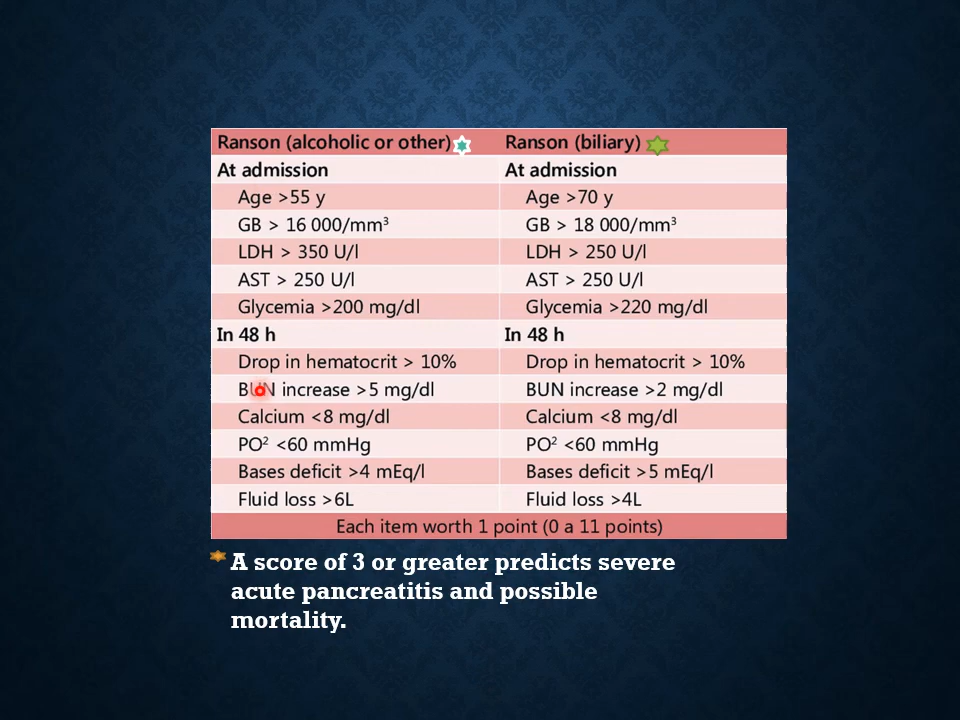 Ranson (alcoholic or other) Ranson (biliary)
At admission At admission
Age >55 y Age >70 y
GB > 16 000/mm³ GB > 18 000/mm³
LDH > 350 U/l LDH > 250 U/l
AST > 250 U/l AST > 250 U/l
Glycemia >200 mg/dl Glycemia >220 mg/dl
In 48 h In 48 h
Drop in hematocrit > 10% Drop in hematocrit > 10%
BUN increase >5 mg/dl BUN increase >2 mg/dl
Calcium <8 mg/dl Calcium <8 mg/dl
PO² <60 mmHg PO² <60 mmHg
Bases deficit >4 mEq/l Bases deficit >5 mEq/l
Fluid loss >6L Fluid loss >4L
Each item worth 1 point (0 a 11 points)
A score of 3 or greater predicts severe
acute pancreatitis and possible
mortality.